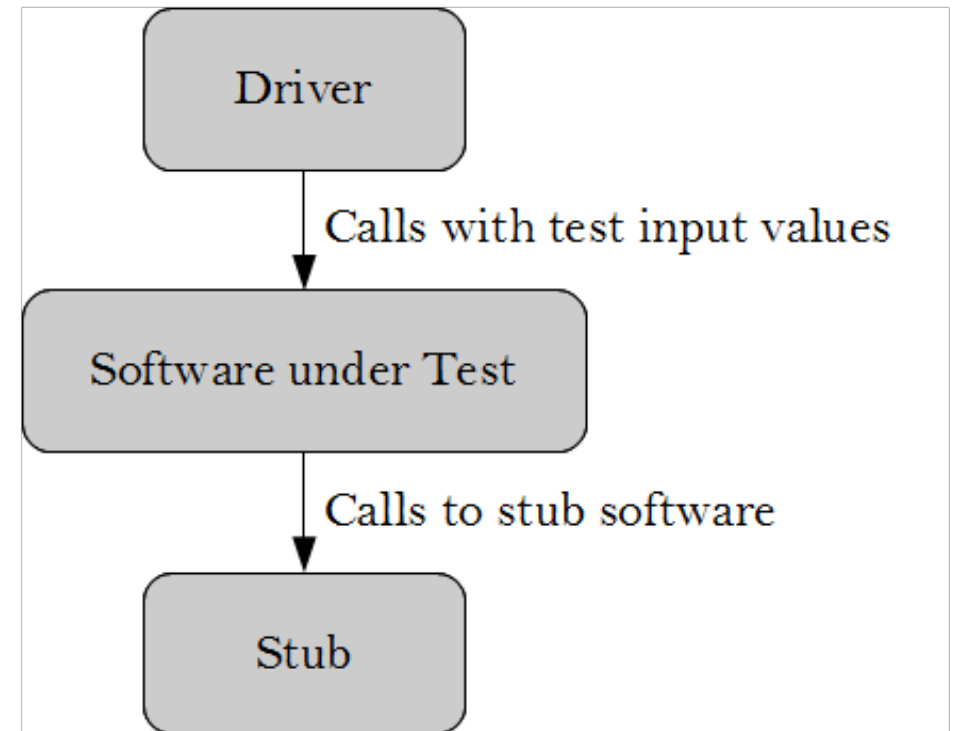 Driver
Calls with test input values
Software under Test
Calls to stub software
Stub